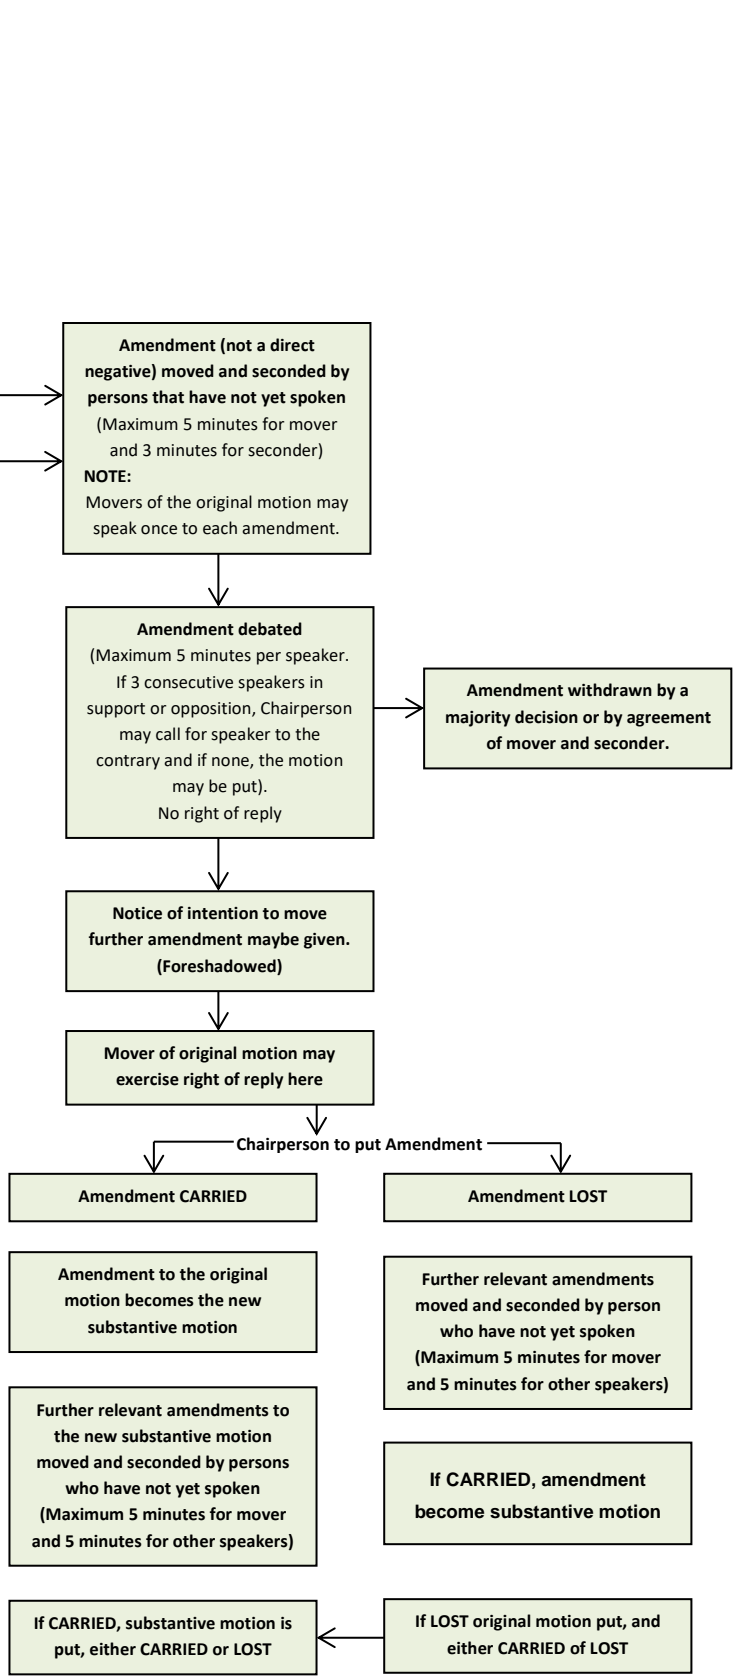 Amendment (not a direct
negative) moved and seconded by
persons that have not yet spoken
(Maximum 5 minutes for mover
and 3 minutes for seconder)
NOTE:
Movers of the original motion may
speak once to each amendment.
Amendment debated
(Maximum 5 minutes per speaker.
If 3 consecutive speakers in
support or opposition, Chairperson
may call for speaker to the
contrary and if none, the motion
may be put).
No right of reply
Amendment withdrawn by a
majority decision or by agreement
of mover and seconder.
Notice of intention to move
further amendment maybe given.
(Foreshadowed)
Mover of original motion may
exercise right of reply here
Chairperson to put Amendment
Amendment CARRIED
Amendment to the original
motion becomes the new
substantive motion
Further relevant amendments to
the new substantive motion
moved and seconded by persons
who have not yet spoken
(Maximum 5 minutes for mover
and 5 minutes for other speakers)
If CARRIED, substantive motion is
put, either CARRIED or LOST
Amendment LOST
Further relevant amendments
moved and seconded by person
who have not yet spoken
(Maximum 5 minutes for mover
and 5 minutes for other speakers)
If CARRIED, amendment
become substantive motion
If LOST original motion put, and
either CARRIED of LOST